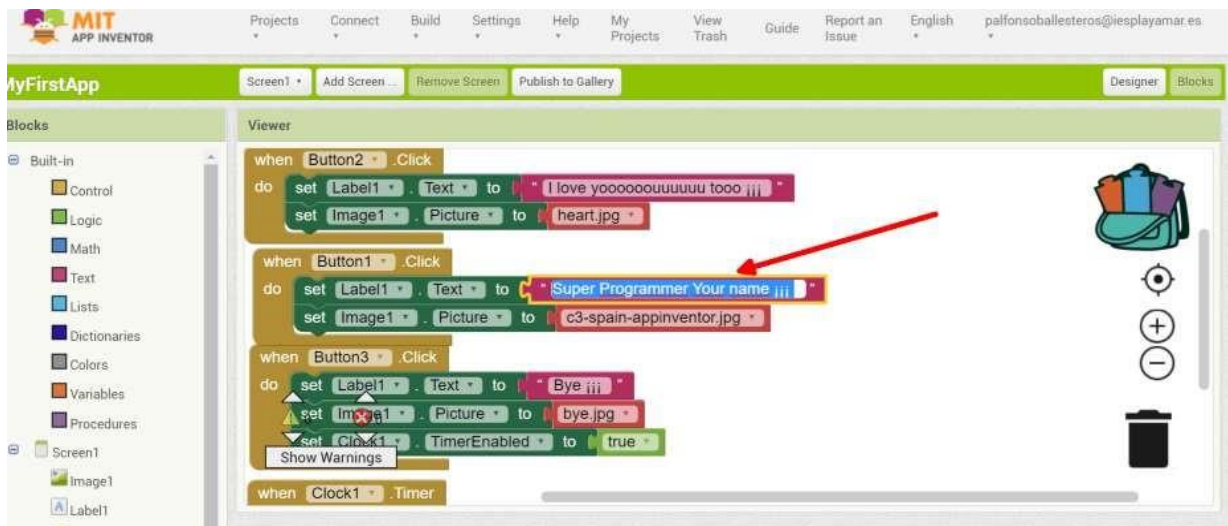 MIT
APP INVENTOR
Projects Connect Build Settings Help My Projects View Trash Guide Report an Issue English palfonsoballesteros@iesplayamar.es
MyFirstApp Screen1 Add Screen ... Remove Screen Publish to Gallery Designer Blocks
Blocks Viewer
Built-in
Control
Logic
Math
Text
Lists
Dictionaries
Colors
Variables
Procedures
Screen1
Image1
Label1
when Button2 .Click
do set Label1 . Text to " I love yoooooouuuuuu tooo ¡¡¡ "
set Image1 . Picture to heart.jpg
when Button1 .Click
do set Label1 . Text to " Super Programmer Your name ¡¡¡ "
set Image1 . Picture to c3-spain-appinventor.jpg
when Button3 .Click
do set Label1 . Text to " Bye ¡¡¡ "
set Image1 . Picture to bye.jpg
set Clock1 . TimerEnabled to true
Show Warnings
when Clock1 .Timer